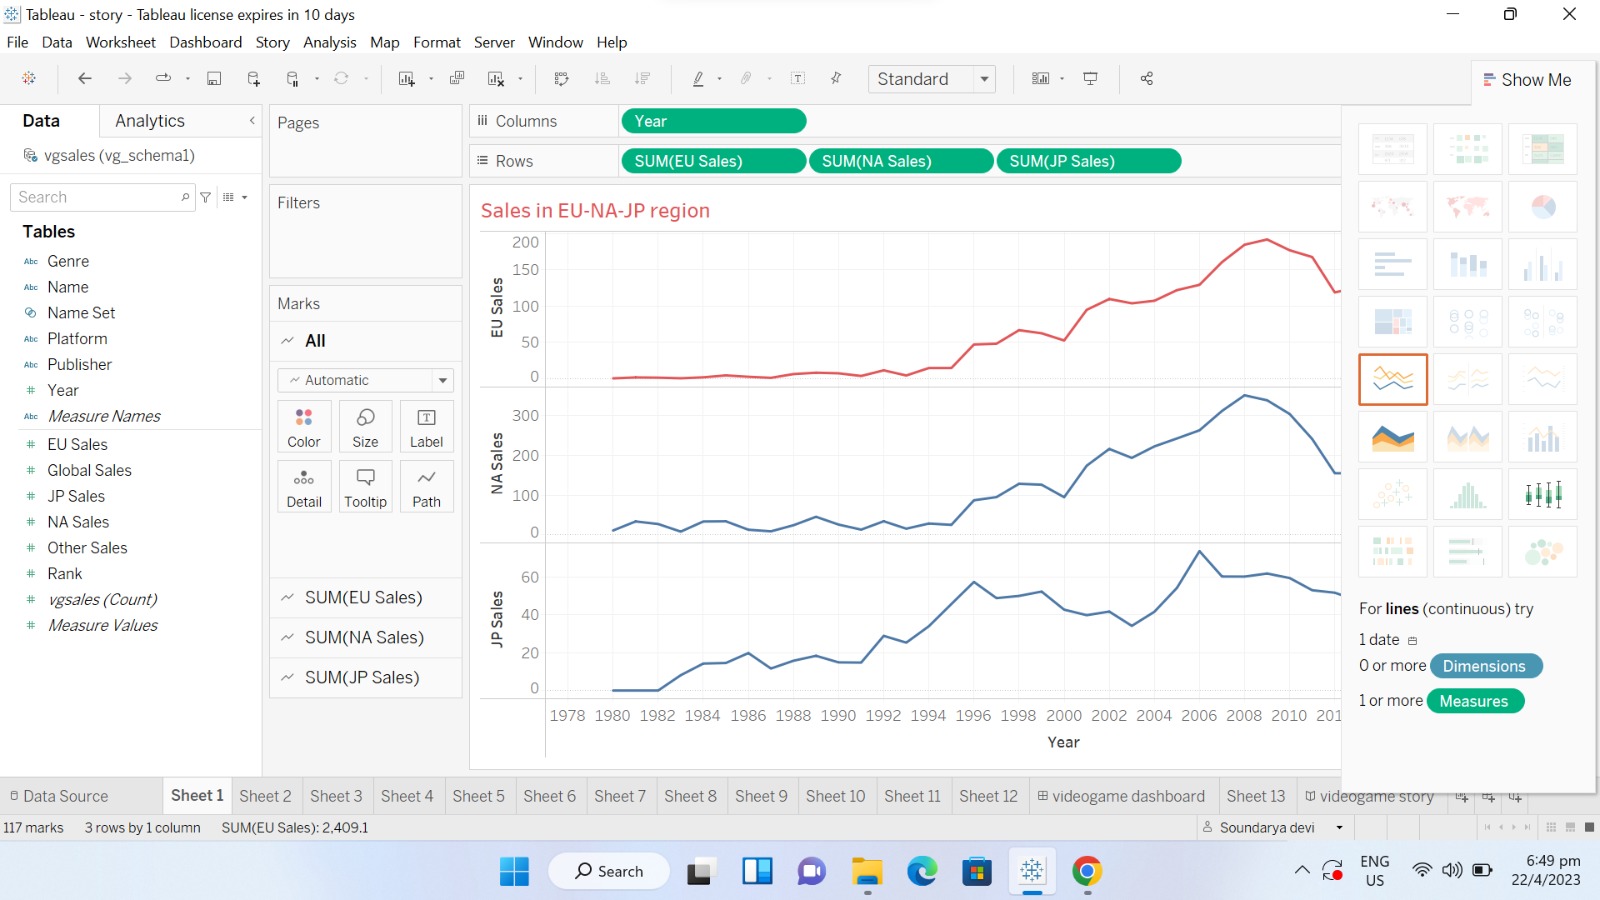 Tableau - story - Tableau license expires in 10 days
File Data Worksheet Dashboard Story Analysis Map Format Server Window Help
Standard
Show Me
Data Analytics
vgsales (vg_schema1)
Search
Tables
Abc Genre
Abc Name
Name Set
Abc Platform
Abc Publisher
# Year
Abc Measure Names
# EU Sales
# Global Sales
# JP Sales
# NA Sales
# Other Sales
# Rank
# vgsales (Count)
# Measure Values
Pages
Filters
Marks
All
Automatic
Color Size Label
Detail Tooltip Path
SUM(EU Sales)
SUM(NA Sales)
SUM(JP Sales)
Columns Year
Rows SUM(EU Sales) SUM(NA Sales) SUM(JP Sales)
Sales in EU-NA-JP region
EU Sales
200
150
100
50
0
NA Sales
300
200
100
0
JP Sales
60
40
20
0
1978 1980 1982 1984 1986 1988 1990 1992 1994 1996 1998 2000 2002 2004 2006 2008 2010 201
Year
For lines (continuous) try
1 date
0 or more Dimensions
1 or more Measures
Data Source Sheet 1 Sheet 2 Sheet 3 Sheet 4 Sheet 5 Sheet 6 Sheet 7 Sheet 8 Sheet 9 Sheet 10 Sheet 11 Sheet 12 videogame dashboard Sheet 13 videogame story
117 marks 3 rows by 1 column SUM(EU Sales): 2,409.1 Soundarya devi
Search
ENG
US
6:49 pm
22/4/2023